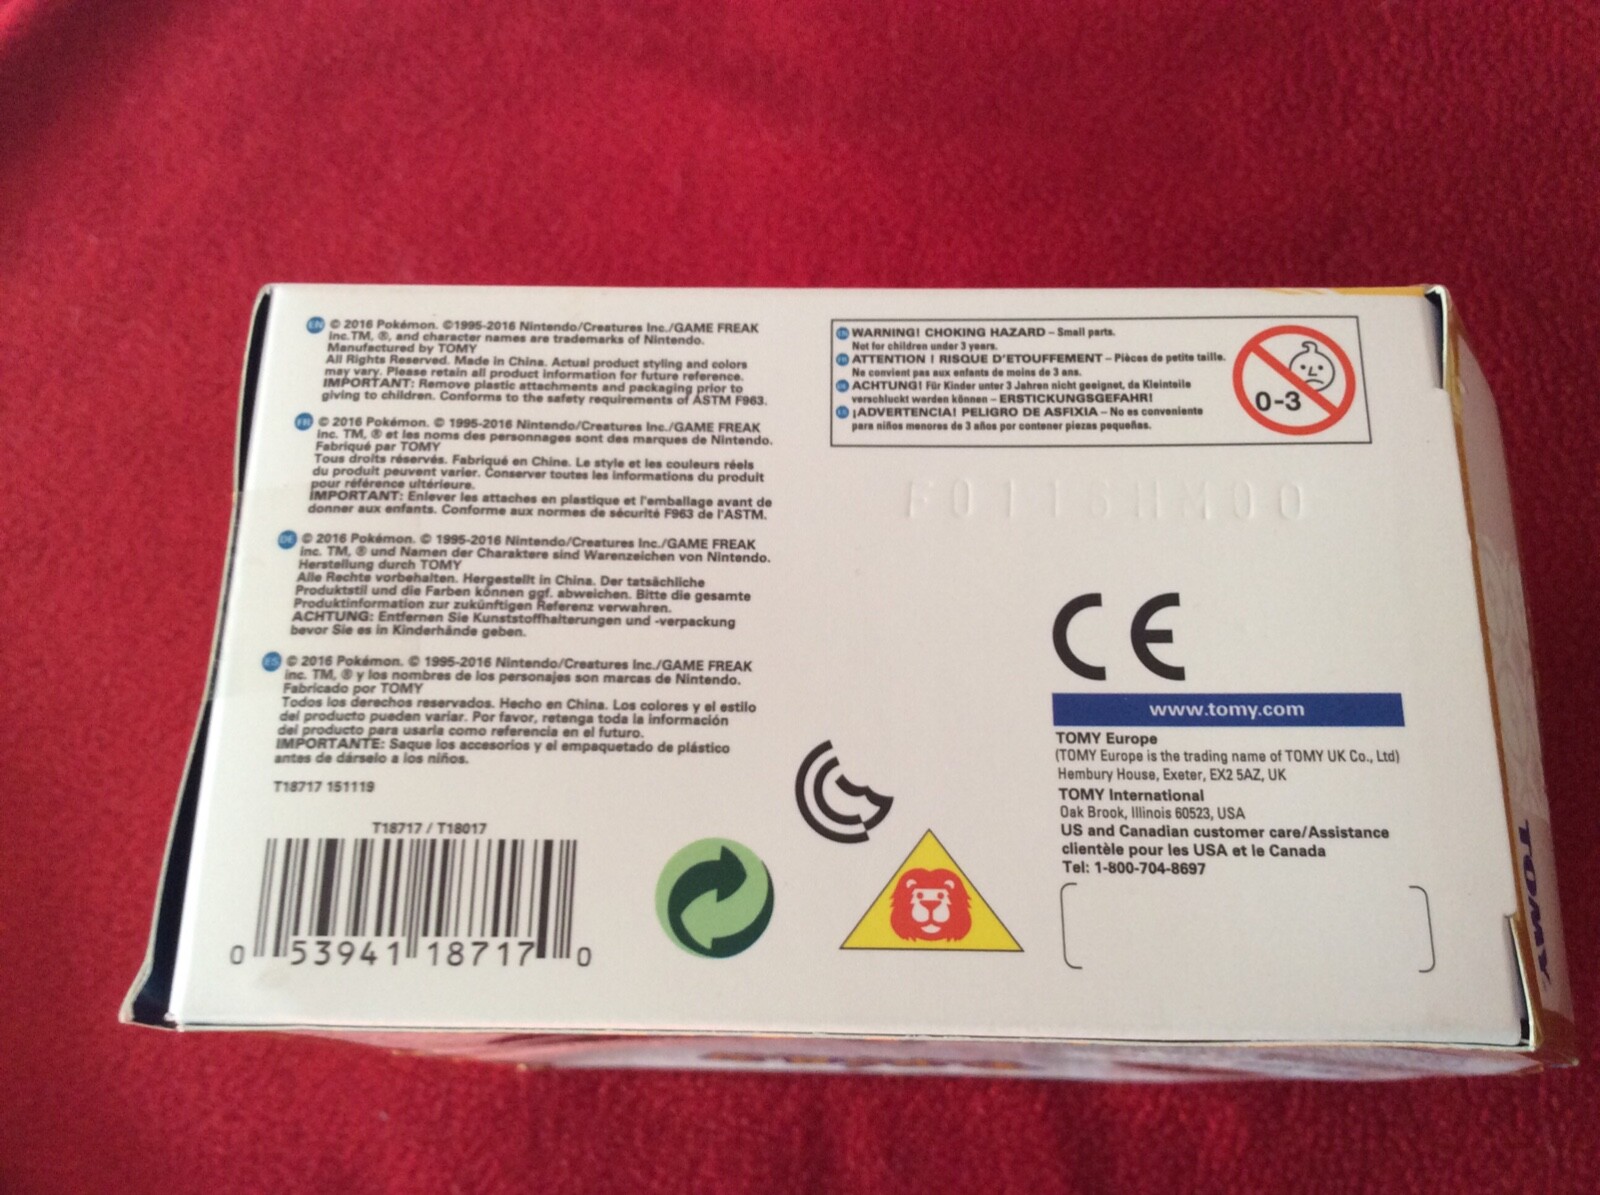 EN © 2016 Pokémon. ©1995-2016 Nintendo/Creatures Inc./GAME FREAK
inc.TM, ®, and character names are trademarks of Nintendo.
Manufactured by TOMY
All Rights Reserved. Made in China. Actual product styling and colors
may vary. Please retain all product information for future reference.
IMPORTANT: Remove plastic attachments and packaging prior to
giving to children. Conforms to the safety requirements of ASTM F963.
FR © 2016 Pokémon. © 1995-2016 Nintendo/Creatures Inc./GAME FREAK
inc. TM, ® et les noms des personnages sont des marques de Nintendo.
Fabriqué par TOMY
Tous droits réservés. Fabriqué en Chine. Le style et les couleurs réels
du produit peuvent varier. Conserver toutes les informations du produit
pour référence ultérieure.
IMPORTANT: Enlever les attaches en plastique et l'emballage avant de
donner aux enfants. Conforme aux normes de sécurité F963 de l'ASTM.
DE © 2016 Pokémon. © 1995-2016 Nintendo/Creatures Inc./GAME FREAK
inc. TM, ® und Namen der Charaktere sind Warenzeichen von Nintendo.
Herstellung durch TOMY
Alle Rechte vorbehalten. Hergestellt in China. Der tatsächliche
Produktstil und die Farben können ggf. abweichen. Bitte die gesamte
Produktinformation zur zukünftigen Referenz verwahren.
ACHTUNG: Entfernen Sie Kunststoffhalterungen und -verpackung
bevor Sie es in Kinderhände geben.
ES © 2016 Pokémon. © 1995-2016 Nintendo/Creatures Inc./GAME FREAK
inc. TM, ® y los nombres de los personajes son marcas de Nintendo.
Fabricado por TOMY
Todos los derechos reservados. Hecho en China. Los colores y el estilo
del producto pueden variar. Por favor, retenga toda la información
del producto para usarla como referencia en el futuro.
IMPORTANTE: Saque los accesorios y el empaquetado de plástico
antes de dárselo a los niños.
T18717 151119
T18717 / T18017
0 53941 18717 0
WARNING! CHOKING HAZARD – Small parts.
Not for children under 3 years.
ATTENTION ! RISQUE D'ETOUFFEMENT – Pièces de petite taille.
Ne convient pas aux enfants de moins de 3 ans.
ACHTUNG! Für Kinder unter 3 Jahren nicht geeignet, da Kleinteile
verschluckt werden können – ERSTICKUNGSGEFAHR!
¡ADVERTENCIA! PELIGRO DE ASFIXIA – No es conveniente
para niños menores de 3 años por contener piezas pequeñas.
0-3
CE
www.tomy.com
TOMY Europe
(TOMY Europe is the trading name of TOMY UK Co., Ltd)
Hembury House, Exeter, EX2 5AZ, UK
TOMY International
Oak Brook, Illinois 60523, USA
US and Canadian customer care/Assistance
clientèle pour les USA et le Canada
Tel: 1-800-704-8697
TOMY